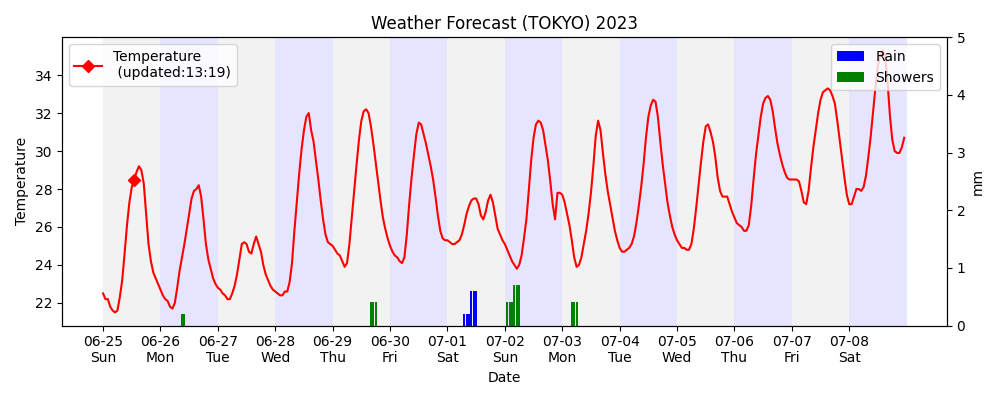 Weather Forecast (TOKYO) 2023
Temperature
(updated:13:19)
Rain
Showers
Temperature
34
32
30
28
26
24
22
5
4
3
2
1
0
mm
06-25 06-26 06-27 06-28 06-29 06-30 07-01 07-02 07-03 07-04 07-05 07-06 07-07 07-08
Sun Mon Tue Wed Thu Fri Sat Sun Mon Tue Wed Thu Fri Sat
Date